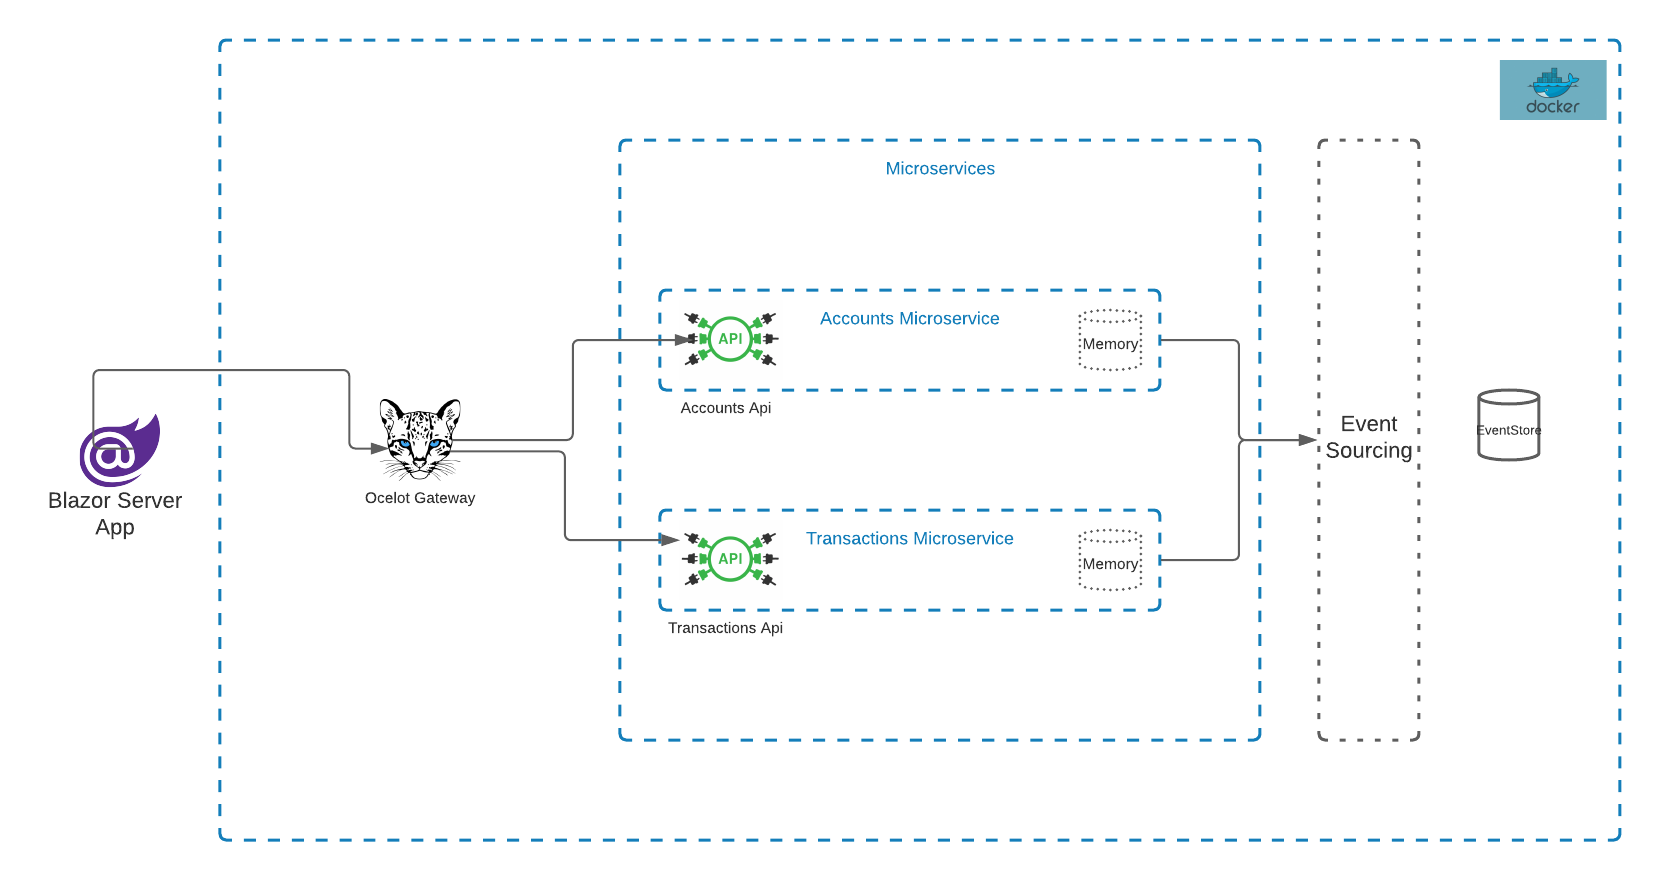 docker
Microservices
API
Accounts Microservice
Memory
Accounts Api
Event
Sourcing
EventStore
@
Blazor Server
App
Ocelot Gateway
API
Transactions Microservice
Memory
Transactions Api